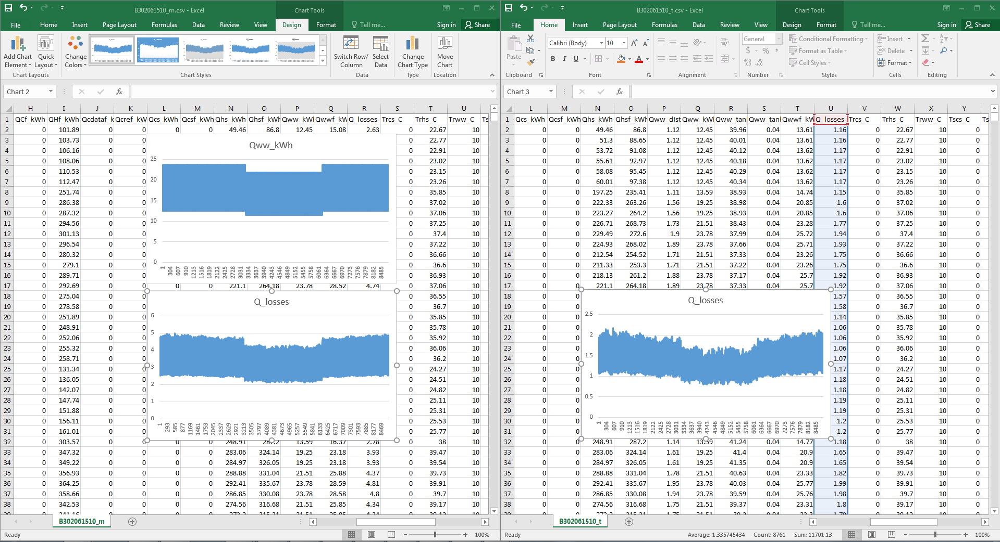 B302061510_m.csv - Excel
Chart Tools
File Home Insert Page Layout Formulas Data Review View Design Format Tell me... Sign in Share
Add Chart Element Quick Layout Change Colors Switch Row/ Column Select Data Change Chart Type Move Chart
Chart Layouts Chart Styles Data Type Location
Chart 2 fx
H I J K L M N O P Q R S T U
1 QCf_kWh QHf_kWh Qcdataf_k Qcref_kW Qcs_kWh Qcsf_kWh Qhs_kWh Qhsf_kWh Qww_kWh Qwwf_kW Q_losses Trcs_C Trhs_C Trww_C Ts
2 0 101.89 0 0 0 0 49.46 86.8 12.45 15.08 2.63 0 22.67 10
3 0 103.73 0 0 0 22.77 10
4 0 106.16 0 0 0 22.91 10
5 0 108.06 0 0 0 23.02 10
6 0 110.53 0 0 0 23.15 10
7 0 112.47 0 0 0 23.26 10
8 0 251.74 0 0 0 35.85 10
9 0 286.38 0 0 0 37.02 10
10 0 287.32 0 0 0 37.06 10
11 0 294.56 0 0 0 37.25 10
12 0 301.13 0 0 0 37.4 10
13 0 296.54 0 0 0 37.22 10
14 0 280.32 0 0 0 36.66 10
15 0 279.1 0 0 0 36.6 10
16 0 289.71 0 0 0 36.93 10
17 0 292.69 0 0 0 0 221.1 264.18 23.78 28.52 4.74 0 37.06 10
18 0 275.04 0 0 0 36.55 10
19 0 278.58 0 0 0 36.7 10
20 0 251.89 0 0 0 35.85 10
21 0 248.91 0 0 0 35.78 10
22 0 252.06 0 0 0 35.92 10
23 0 255.32 0 0 0 36.06 10
24 0 258.71 0 0 0 36.2 10
25 0 131.34 0 0 0 24.27 10
26 0 136.05 0 0 0 24.51 10
27 0 142.07 0 0 0 24.82 10
28 0 147.74 0 0 0 25.11 10
29 0 151.88 0 0 0 25.31 10
30 0 156.11 0 0 0 25.53 10
31 0 161.01 0 0 0 25.77 10
32 0 303.57 0 0 0 0 248.91 287.2 13.59 16.37 2.78 0 38 10
33 0 347.32 0 0 0 0 283.06 324.14 19.25 23.18 3.93 0 39.47 10
34 0 349.22 0 0 0 0 284.97 326.05 19.25 23.18 3.93 0 39.54 10
35 0 356.93 0 0 0 0 288.88 331.04 21.51 25.88 4.37 0 39.73 10
36 0 364.25 0 0 0 0 292.41 335.67 23.78 28.59 4.81 0 39.91 10
37 0 358.66 0 0 0 0 286.85 330.08 23.78 28.58 4.8 0 39.7 10
38 0 342.53 0 0 0 0 274.56 316.68 21.51 25.85 4.34 0 39.17 10
Qww_kWh
25
20
15
10
5
0
1 304 607 910 1213 1516 1819 2122 2425 2728 3031 3334 3637 3940 4243 4546 4849 5152 5455 5758 6061 6364 6667 6970 7273 7576 7879 8182 8485
Q_losses
6
5
4
3
2
1
0
1 293 585 877 1169 1461 1753 2045 2337 2629 2921 3213 3505 3797 4089 4381 4673 4965 5257 5549 5841 6133 6425 6717 7009 7301 7593 7885 8177 8469
B302061510_m
Ready 100%
B302061510_t.csv - Excel
Chart Tools
File Home Insert Page Layout Formulas Data Review View Design Format Tell me... Sign in Share
Paste Calibri (Body) 10 B I U General $ % Conditional Formatting Format as Table Cell Styles Insert Delete Format
Clipboard Font Alignment Number Styles Cells Editing
Chart 3 fx
L M N O P Q R S T U V W X Y
1 Qcs_kWh Qcsf_kWh Qhs_kWh Qhsf_kWh Qww_dist Qww_kWh Qww_tanl Qww_tanl Qwwf_kW Q_losses Trcs_C Trhs_C Trww_C Tscs_C Ts
2 0 0 49.46 86.8 1.12 12.45 39.96 0.04 13.61 1.16 0 22.67 10 0
3 0 0 51.3 88.65 1.12 12.45 40.01 0.04 13.61 1.16 0 22.77 10 0
4 0 0 53.72 91.08 1.12 12.45 40.12 0.04 13.62 1.17 0 22.91 10 0
5 0 0 55.61 92.97 1.12 12.45 40.18 0.04 13.62 1.17 0 23.02 10 0
6 0 0 58.08 95.45 1.12 12.45 40.29 0.04 13.62 1.17 0 23.15 10 0
7 0 0 60.01 97.38 1.12 12.45 40.34 0.04 13.62 1.17 0 23.26 10 0
8 0 0 197.25 235.41 1.11 13.59 38.93 0.04 14.74 1.15 0 35.85 10 0
9 0 0 222.33 263.26 1.56 19.25 38.98 0.04 20.85 1.6 0 37.02 10 0
10 0 0 223.27 264.2 1.56 19.25 38.93 0.04 20.85 1.6 0 37.06 10 0
11 0 0 226.71 268.73 1.73 21.51 38.43 0.04 23.28 1.77 0 37.25 10 0
12 0 0 229.49 272.6 1.9 23.78 37.99 0.04 25.72 1.94 0 37.4 10 0
13 0 0 224.93 268.02 1.89 23.78 37.66 0.04 25.71 1.93 0 37.22 10 0
14 0 0 212.54 254.52 1.71 21.51 37.33 0.04 23.26 1.75 0 36.66 10 0
15 0 0 211.33 253.3 1.71 21.51 37.22 0.04 23.26 1.75 0 36.6 10 0
16 0 0 218.13 261.2 1.88 23.78 37.17 0.04 25.7 1.92 0 36.93 10 0
17 0 0 221.1 264.18 1.89 23.78 37.33 0.04 25.7 1.92 0 37.06 10 0
18 0 0 1.57 0 36.55 10 0
19 0 0 1.58 0 36.7 10 0
20 0 0 1.14 0 35.85 10 0
21 0 0 1.06 0 35.78 10 0
22 0 0 1.06 0 35.92 10 0
23 0 0 1.06 0 36.06 10 0
24 0 0 1.07 0 36.2 10 0
25 0 0 1.17 0 24.27 10 0
26 0 0 1.18 0 24.51 10 0
27 0 0 1.18 0 24.82 10 0
28 0 0 1.19 0 25.11 10 0
29 0 0 1.19 0 25.31 10 0
30 0 0 1.2 0 25.53 10 0
31 0 0 1.2 0 25.77 10 0
32 0 0 248.91 287.2 1.14 13.59 41.24 0.04 14.77 1.18 0 38 10 0
33 0 0 283.06 324.14 1.61 19.25 41.4 0.04 20.9 1.65 0 39.47 10 0
34 0 0 284.97 326.05 1.61 19.25 41.35 0.04 20.9 1.65 0 39.54 10 0
35 0 0 288.88 331.04 1.78 21.51 40.63 0.04 23.33 1.82 0 39.73 10 0
36 0 0 292.41 335.67 1.95 23.78 40.03 0.04 25.77 1.99 0 39.91 10 0
37 0 0 286.85 330.08 1.94 23.78 39.59 0.04 25.76 1.98 0 39.7 10 0
38 0 0 274.56 316.68 1.75 21.51 39.37 0.04 23.31 1.8 0 39.17 10 0
Q_losses
2.5
2
1.5
1
0.5
0
1 304 607 910 1213 1516 1819 2122 2425 2728 3031 3334 3637 3940 4243 4546 4849 5152 5455 5758 6061 6364 6667 6970 7273 7576 7879 8182 8485
B302061510_t
Ready Average: 1.335745434 Count: 8761 Sum: 11701.13 100%